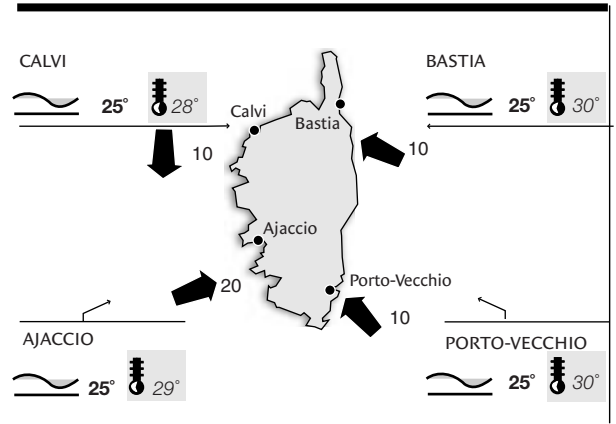 CALVI
25° 28°
BASTIA
25° 30°
Calvi
Bastia
10
10
Ajaccio
20
Porto-Vecchio
10
AJACCIO
25° 29°
PORTO-VECCHIO
25° 30°